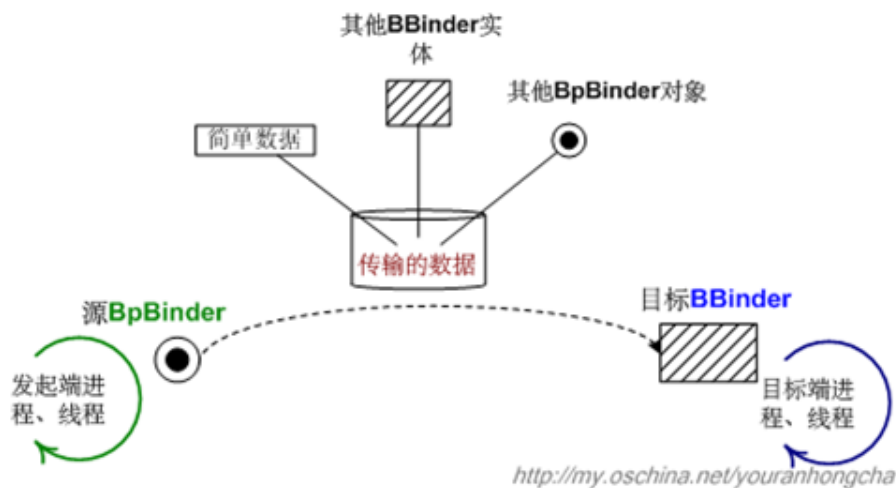 其他BBinder实
体
其他BpBinder对象
简单数据
传输的数据
源BpBinder
目标BBinder
发起端进
程、线程
目标端进
程、线程
http://my.oschina.net/youranhongcha